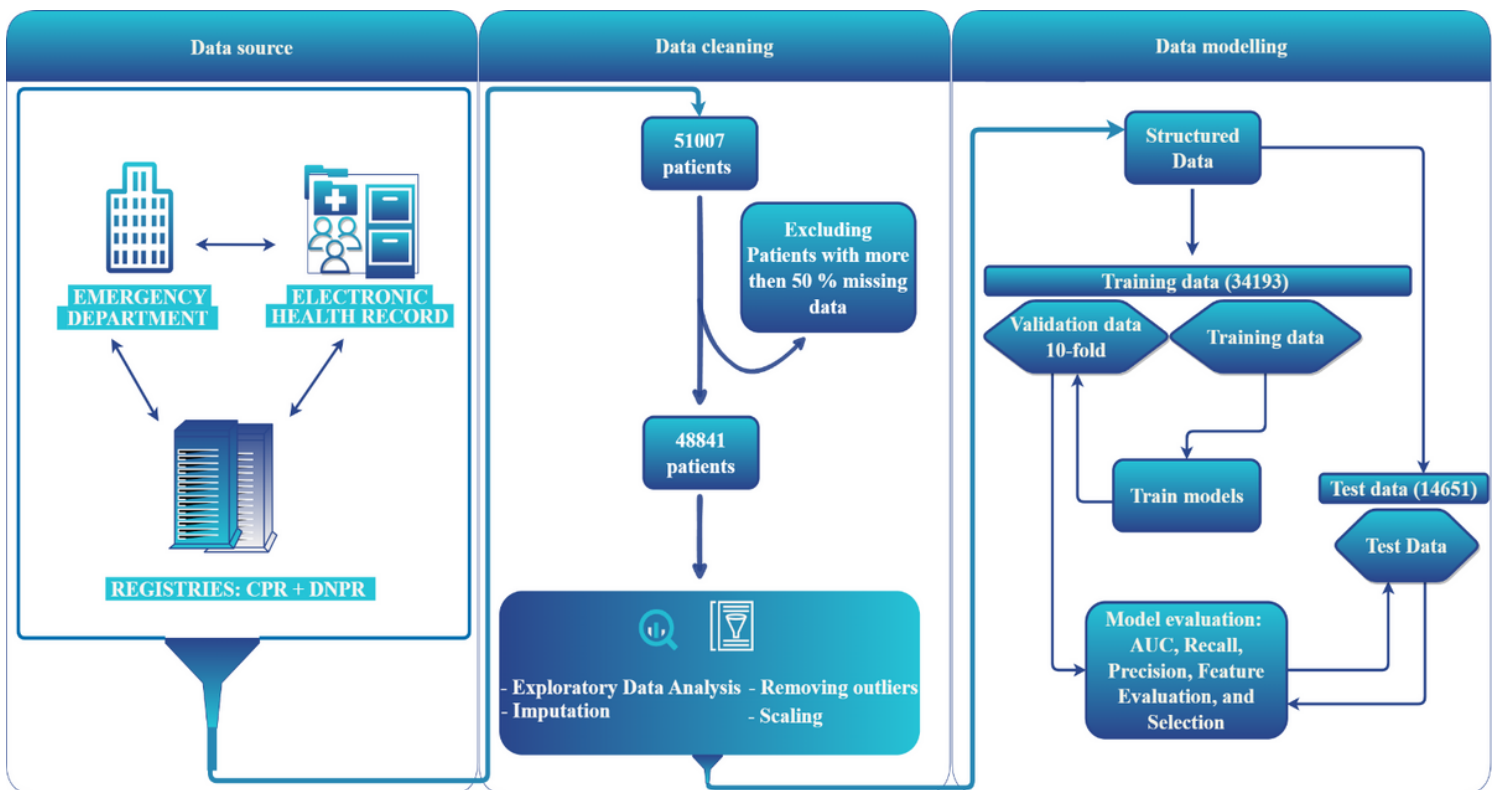 Data source
EMERGENCY
DEPARTMENT
ELECTRONIC
HEALTH RECORD
REGISTRIES: CPR + DNPR
Data cleaning
51007
patients
Excluding
Patients with more
then 50 % missing
data
48841
patients
- Exploratory Data Analysis
- Imputation
- Removing outliers
- Scaling
Data modelling
Structured
Data
Training data (34193)
Validation data
10-fold
Training data
Train models
Test data (14651)
Test Data
Model evaluation:
AUC, Recall,
Precision, Feature
Evaluation, and
Selection